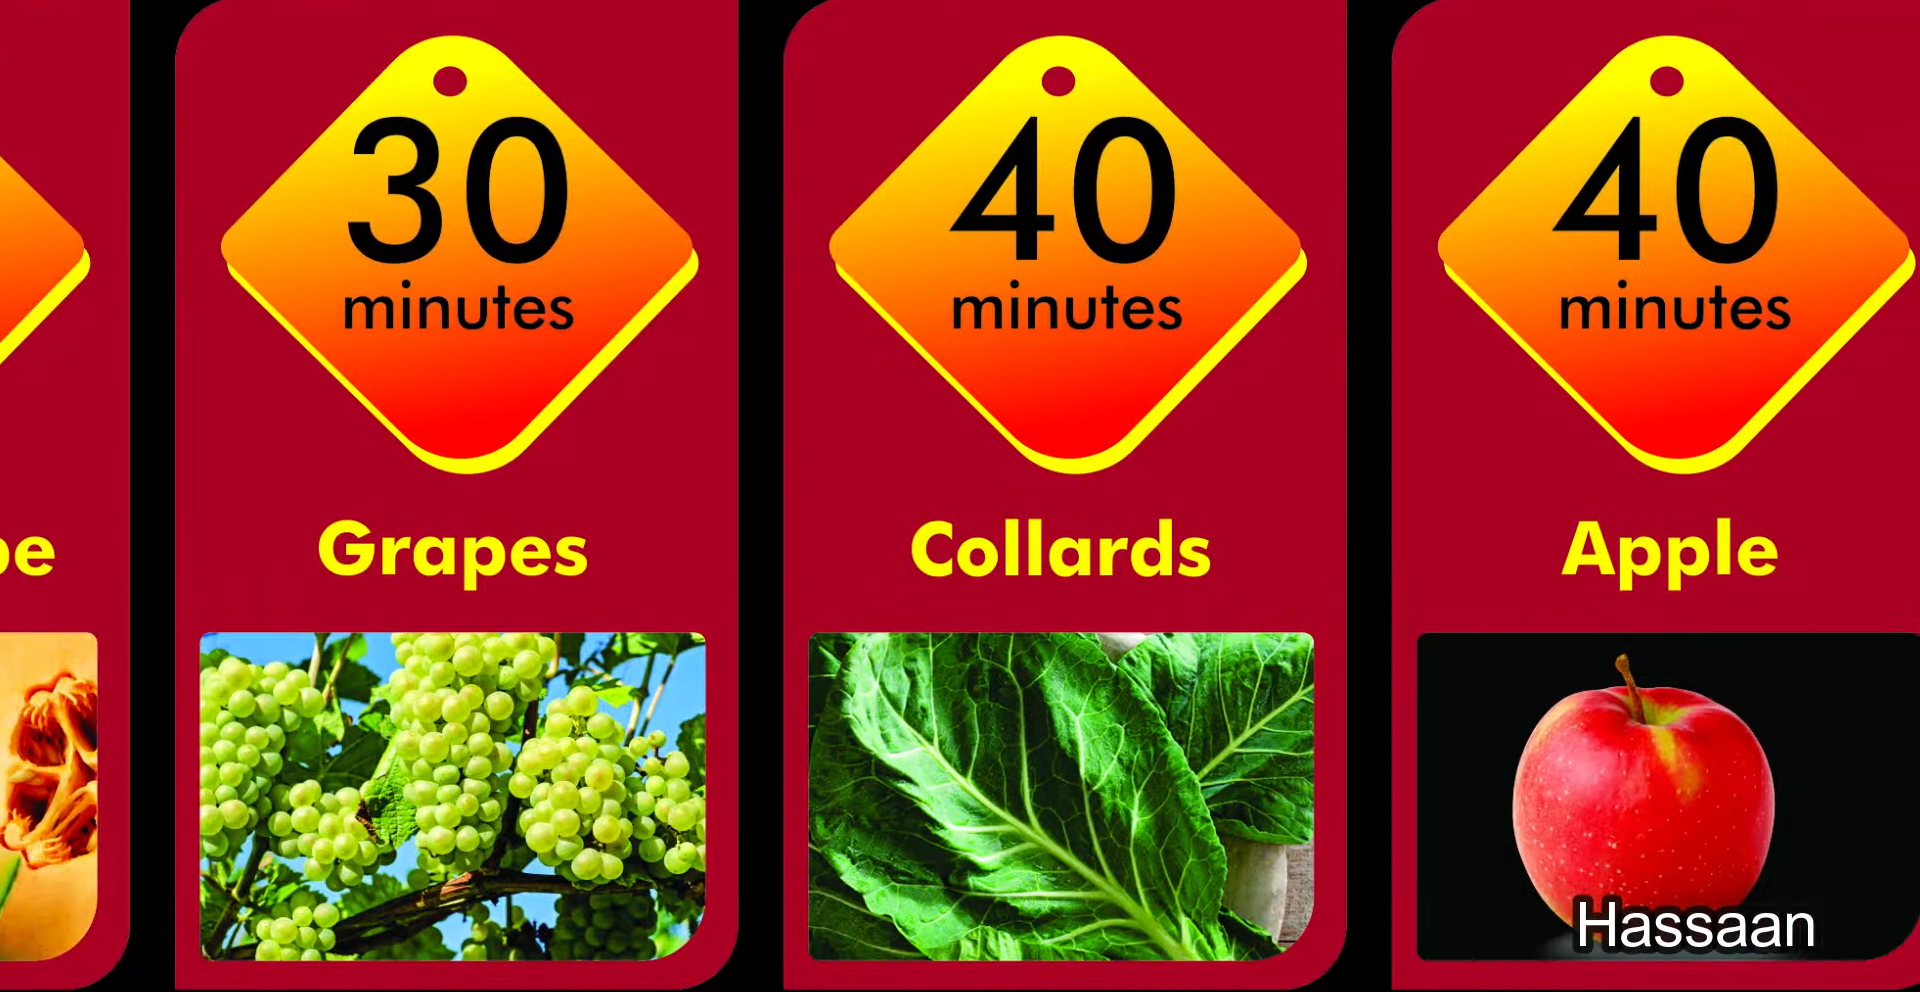 30
minutes
Grapes
40
minutes
Collards
40
minutes
Apple
Hassaan